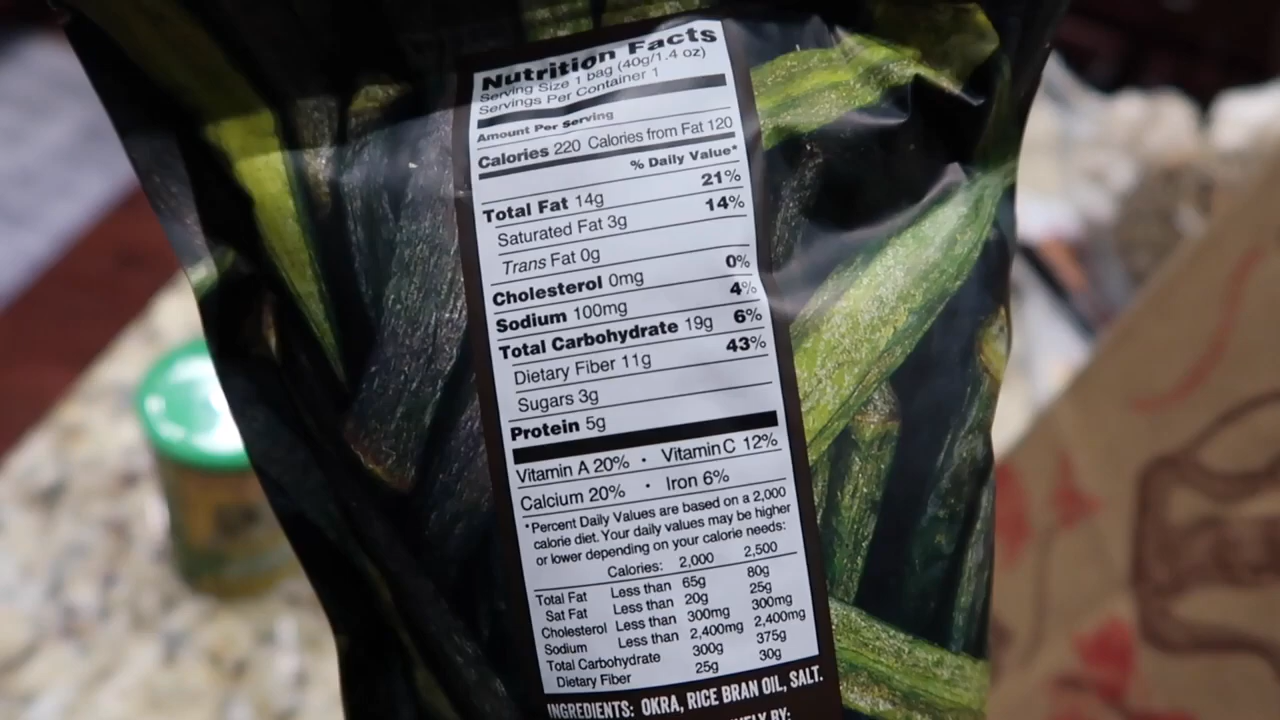 Nutrition Facts
Serving Size 1 bag (40g/1.4 oz)
Servings Per Container 1
Amount Per Serving
Calories 220 Calories from Fat 120
% Daily Value*
Total Fat 14g 21%
Saturated Fat 3g 14%
Trans Fat 0g
Cholesterol 0mg 0%
Sodium 100mg 4%
Total Carbohydrate 19g 6%
Dietary Fiber 11g 43%
Sugars 3g
Protein 5g
Vitamin A 20% • Vitamin C 12%
Calcium 20% • Iron 6%
*Percent Daily Values are based on a 2,000
calorie diet. Your daily values may be higher
or lower depending on your calorie needs:
Calories: 2,000 2,500
Total Fat Less than 65g 80g
Sat Fat Less than 20g 25g
Cholesterol Less than 300mg 300mg
Sodium Less than 2,400mg 2,400mg
Total Carbohydrate 300g 375g
Dietary Fiber 25g 30g
INGREDIENTS: OKRA, RICE BRAN OIL, SALT.
BY: